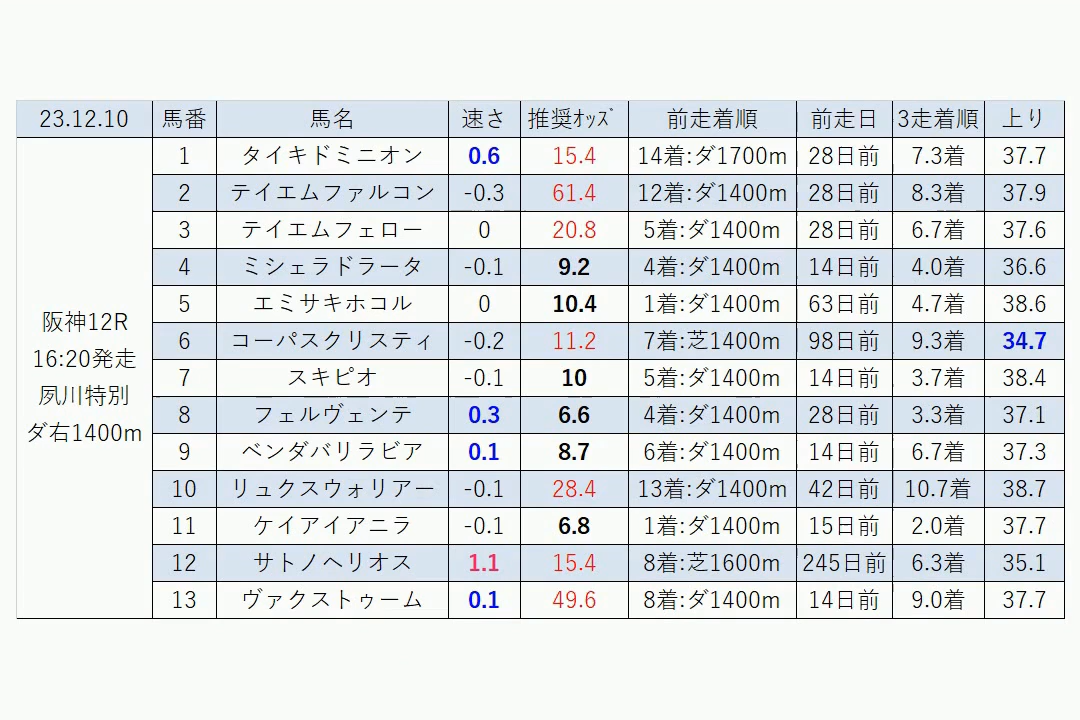 23.12.10 馬番 馬名 速さ 推奨ｵｯｽﾞ 前走着順 前走日 3走着順 上り
1 タイキドミニオン 0.6 15.4 14着:ダ1700m 28日前 7.3着 37.7
2 テイエムファルコン -0.3 61.4 12着:ダ1400m 28日前 8.3着 37.9
3 テイエムフェロー 0 20.8 5着:ダ1400m 28日前 6.7着 37.6
4 ミシェラドラータ -0.1 9.2 4着:ダ1400m 14日前 4.0着 36.6
5 エミサキホコル 0 10.4 1着:ダ1400m 63日前 4.7着 38.6
6 コーパスクリスティ -0.2 11.2 7着:芝1400m 98日前 9.3着 34.7
7 スキピオ -0.1 10 5着:ダ1400m 14日前 3.7着 38.4
8 フェルヴェンテ 0.3 6.6 4着:ダ1400m 28日前 3.3着 37.1
9 ベンダバリラビア 0.1 8.7 6着:ダ1400m 14日前 6.7着 37.3
10 リュクスウォリアー -0.1 28.4 13着:ダ1400m 42日前 10.7着 38.7
11 ケイアイアニラ -0.1 6.8 1着:ダ1400m 15日前 2.0着 37.7
12 サトノヘリオス 1.1 15.4 8着:芝1600m 245日前 6.3着 35.1
13 ヴァクストゥーム 0.1 49.6 8着:ダ1400m 14日前 9.0着 37.7
阪神12R
16:20発走
夙川特別
ダ右1400m